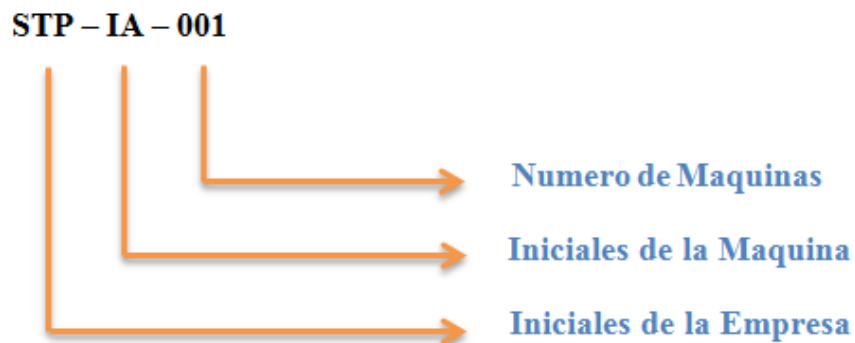 STP – IA – 001
Numero de Maquinas
Iniciales de la Maquina
Iniciales de la Empresa